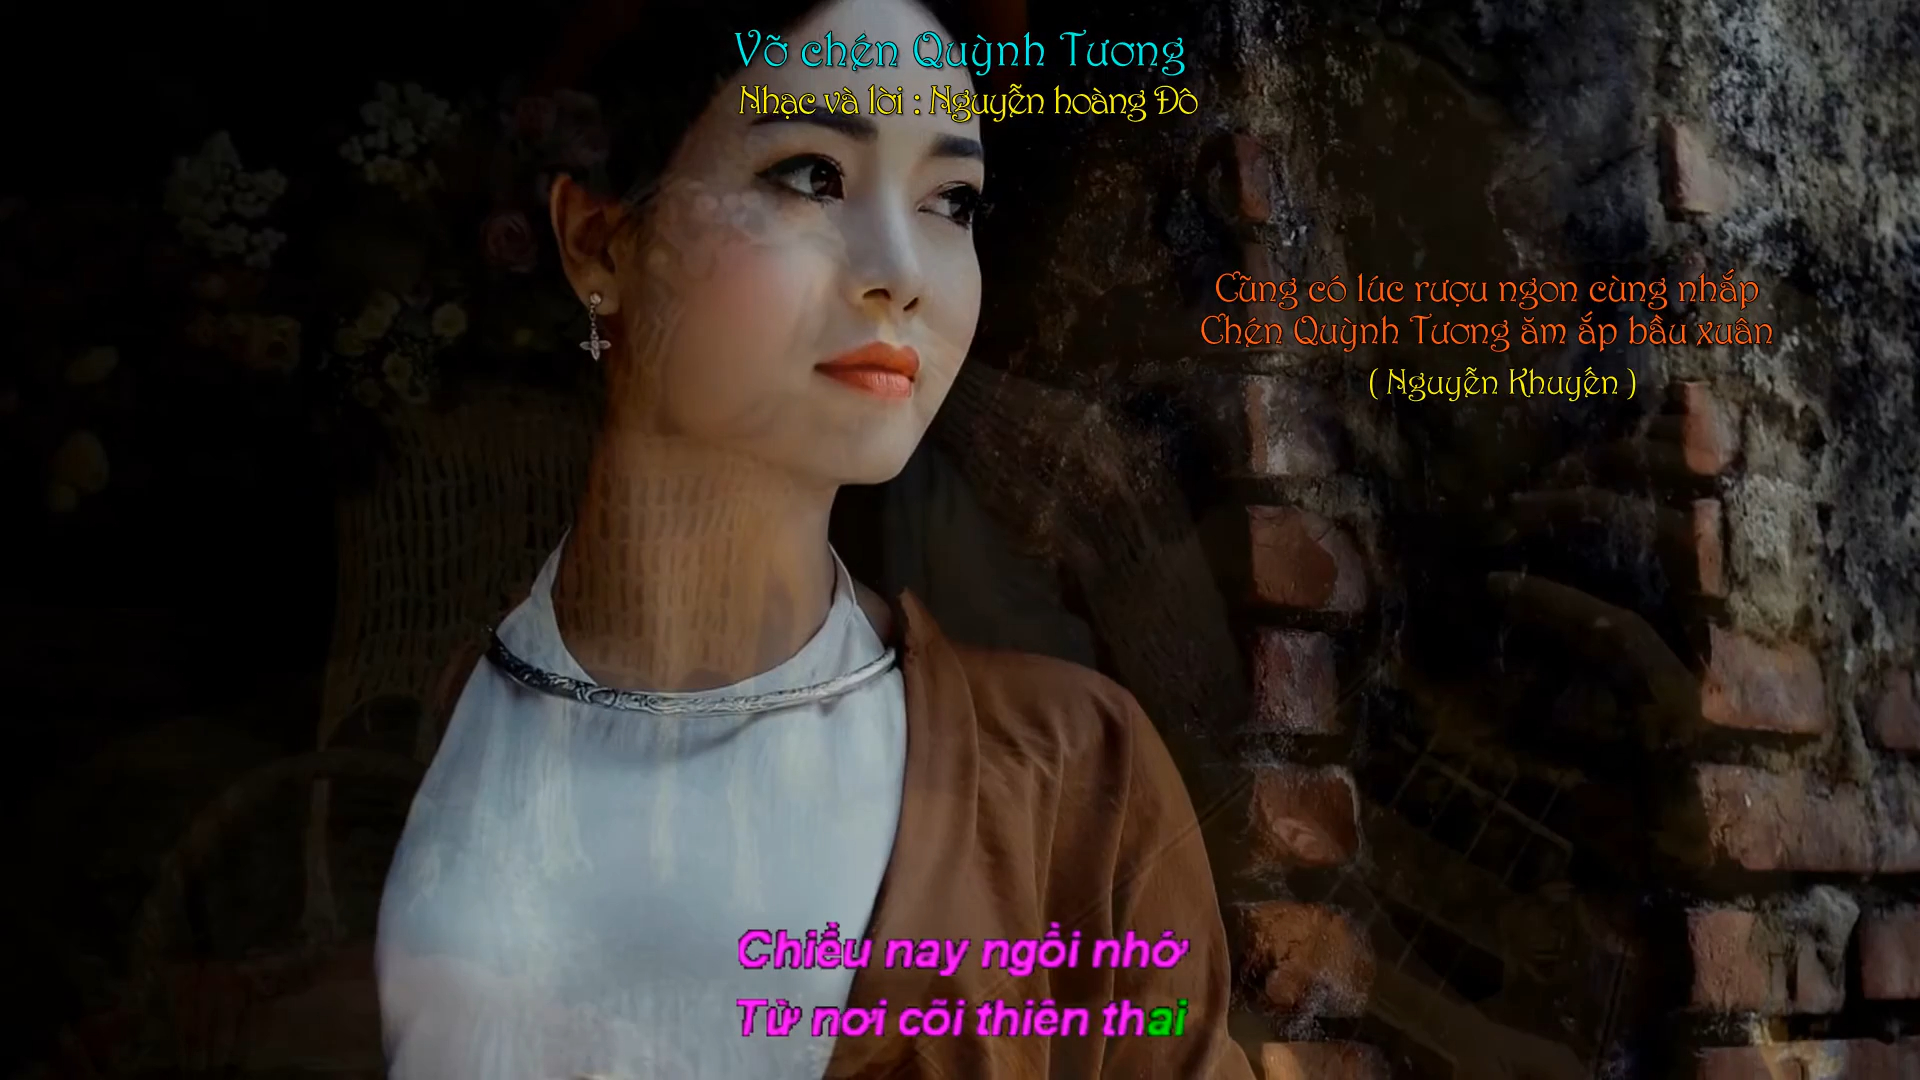 Vỡ chén Quỳnh Tương
Nhạc và lời : Nguyễn hoàng Đô
Cũng có lúc rượu ngon cùng nhắp
Chén Quỳnh Tương ăm ắp bầu xuân
( Nguyễn Khuyến )
Chiều nay ngồi nhớ
Từ nơi cõi thiên thai